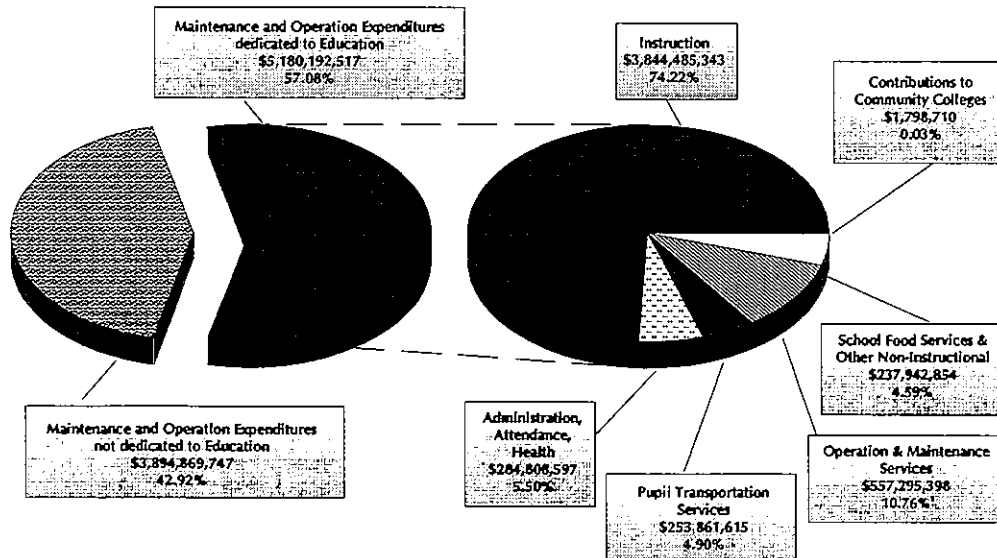 Maintenance and Operation Expenditures
dedicated to Education
$5,180,192,517
57.08%
Instruction
$3,844,485,343
74.22%
Contributions to
Community Colleges
$1,798,710
0.03%
School Food Services &
Other Non-Instructional
$237,942,854
4.59%
Maintenance and Operation Expenditures
not dedicated to Education
$3,894,869,747
42.92%
Administration,
Attendance,
Health
$284,808,597
5.50%
Operation & Maintenance
Services
$557,295,398
10.76%
Pupil Transportation
Services
$253,861,615
4.90%